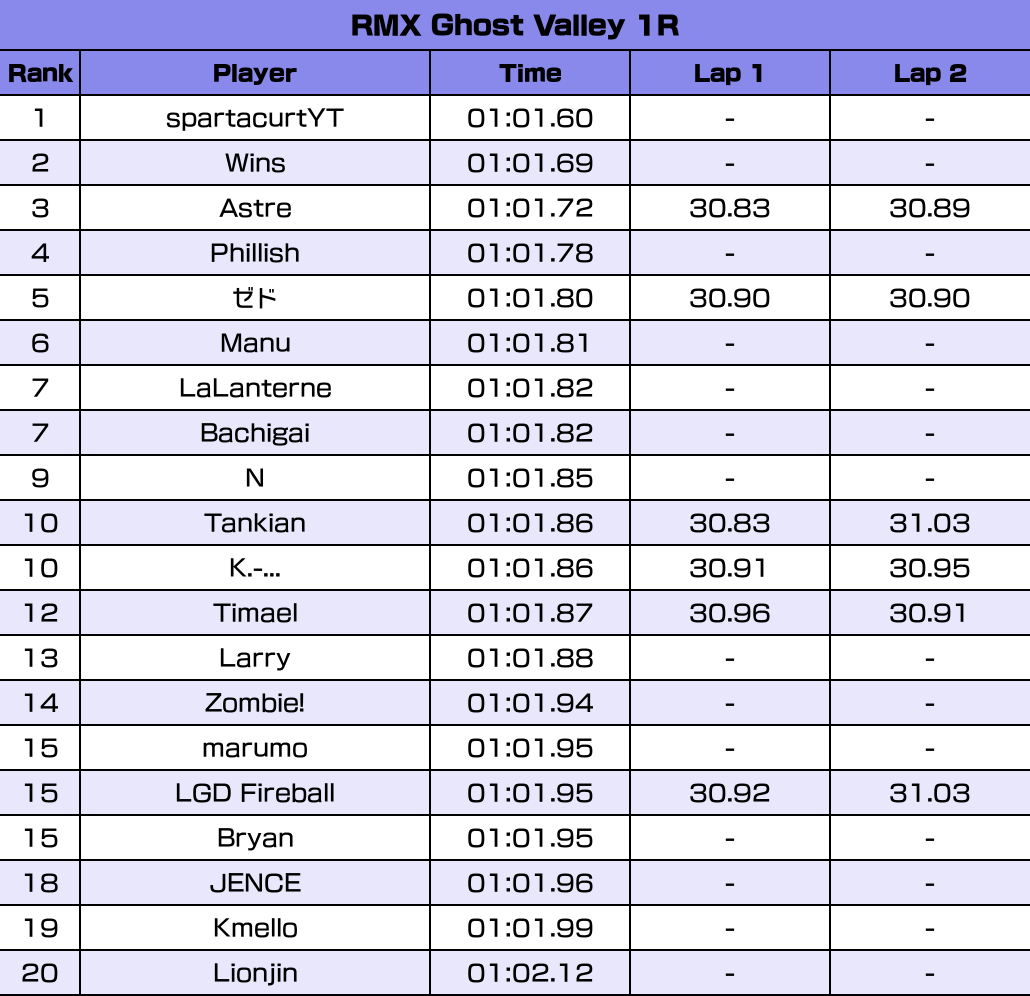 RMX Ghost Valley 1R
Rank Player Time Lap 1 Lap 2
1 spartacurtYT 01:01.60 - -
2 Wins 01:01.69 - -
3 Astre 01:01.72 30.83 30.89
4 Phillish 01:01.78 - -
5 ゼド 01:01.80 30.90 30.90
6 Manu 01:01.81 - -
7 LaLanterne 01:01.82 - -
7 Bachigai 01:01.82 - -
9 N 01:01.85 - -
10 Tankian 01:01.86 30.83 31.03
10 K.-... 01:01.86 30.91 30.95
12 Timael 01:01.87 30.96 30.91
13 Larry 01:01.88 - -
14 Zombie! 01:01.94 - -
15 marumo 01:01.95 - -
15 LGD Fireball 01:01.95 30.92 31.03
15 Bryan 01:01.95 - -
18 JENCE 01:01.96 - -
19 Kmello 01:01.99 - -
20 Lionjin 01:02.12 - -